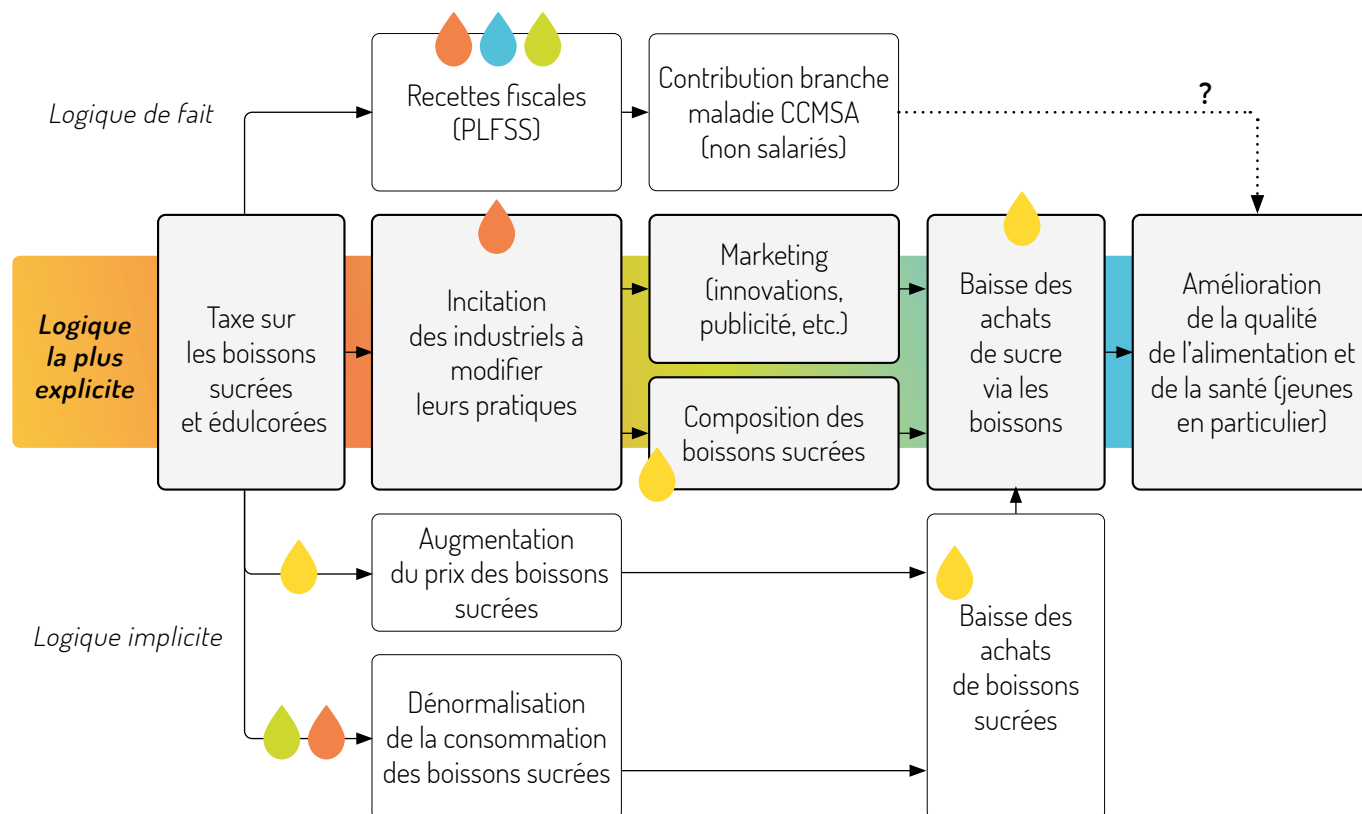 Logique de fait
Recettes fiscales
(PLFSS)
Contribution branche
maladie CCMSA
(non salariés)
?
Logique
la plus
explicite
Taxe sur
les boissons
sucrées
et édulcorées
Incitation
des industriels à
modifier
leurs pratiques
Marketing
(innovations,
publicité, etc.)
Composition des
boissons sucrées
Baisse des
achats
de sucre
via les
boissons
Amélioration
de la qualité
de l'alimentation et
de la santé (jeunes
en particulier)
Logique implicite
Augmentation
du prix des boissons
sucrées
Dénormalisation
de la consommation
des boissons sucrées
Baisse des
achats
de boissons
sucrées